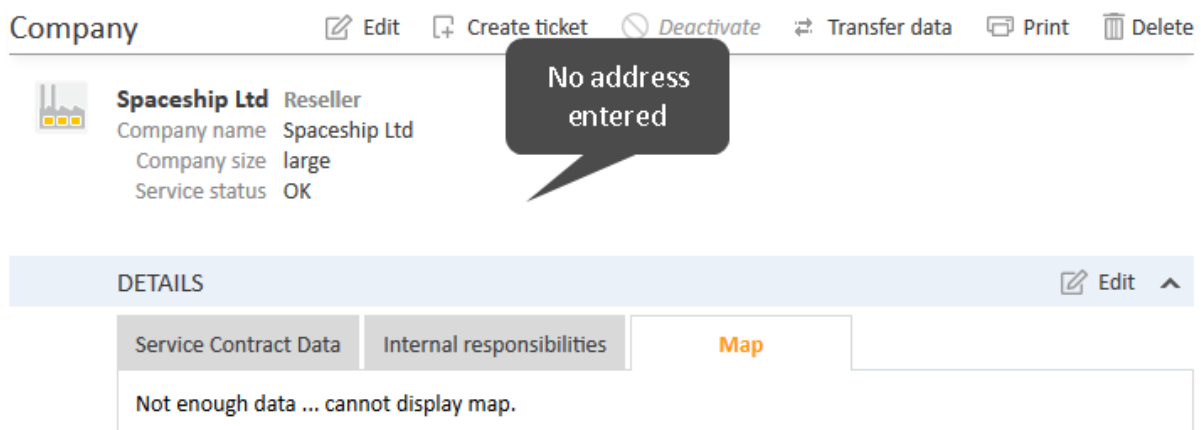 Company Edit Create ticket Deactivate Transfer data Print Delete
No address
entered
Spaceship Ltd Reseller
Company name Spaceship Ltd
Company size large
Service status OK
DETAILS Edit
Service Contract Data Internal responsibilities Map
Not enough data ... cannot display map.